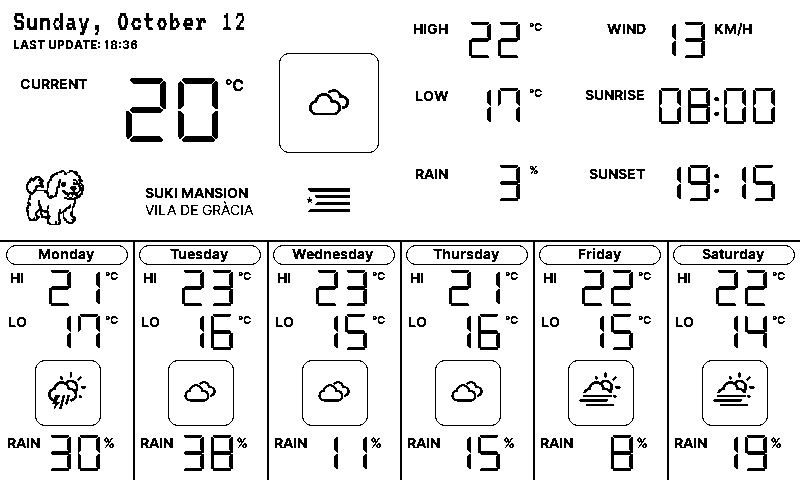 Sunday, October 12
LAST UPDATE: 18:36
CURRENT 20 °C
SUKI MANSION
VILA DE GRÀCIA
HIGH 22 °C
WIND 13 KM/H
LOW 17 °C
SUNRISE 08:00
RAIN 3 %
SUNSET 19:15
Monday
HI 21 °C
LO 17 °C
RAIN 30 %
Tuesday
HI 23 °C
LO 16 °C
RAIN 38 %
Wednesday
HI 23 °C
LO 15 °C
RAIN 11 %
Thursday
HI 21 °C
LO 16 °C
RAIN 15 %
Friday
HI 22 °C
LO 15 °C
RAIN 8 %
Saturday
HI 22 °C
LO 14 °C
RAIN 19 %